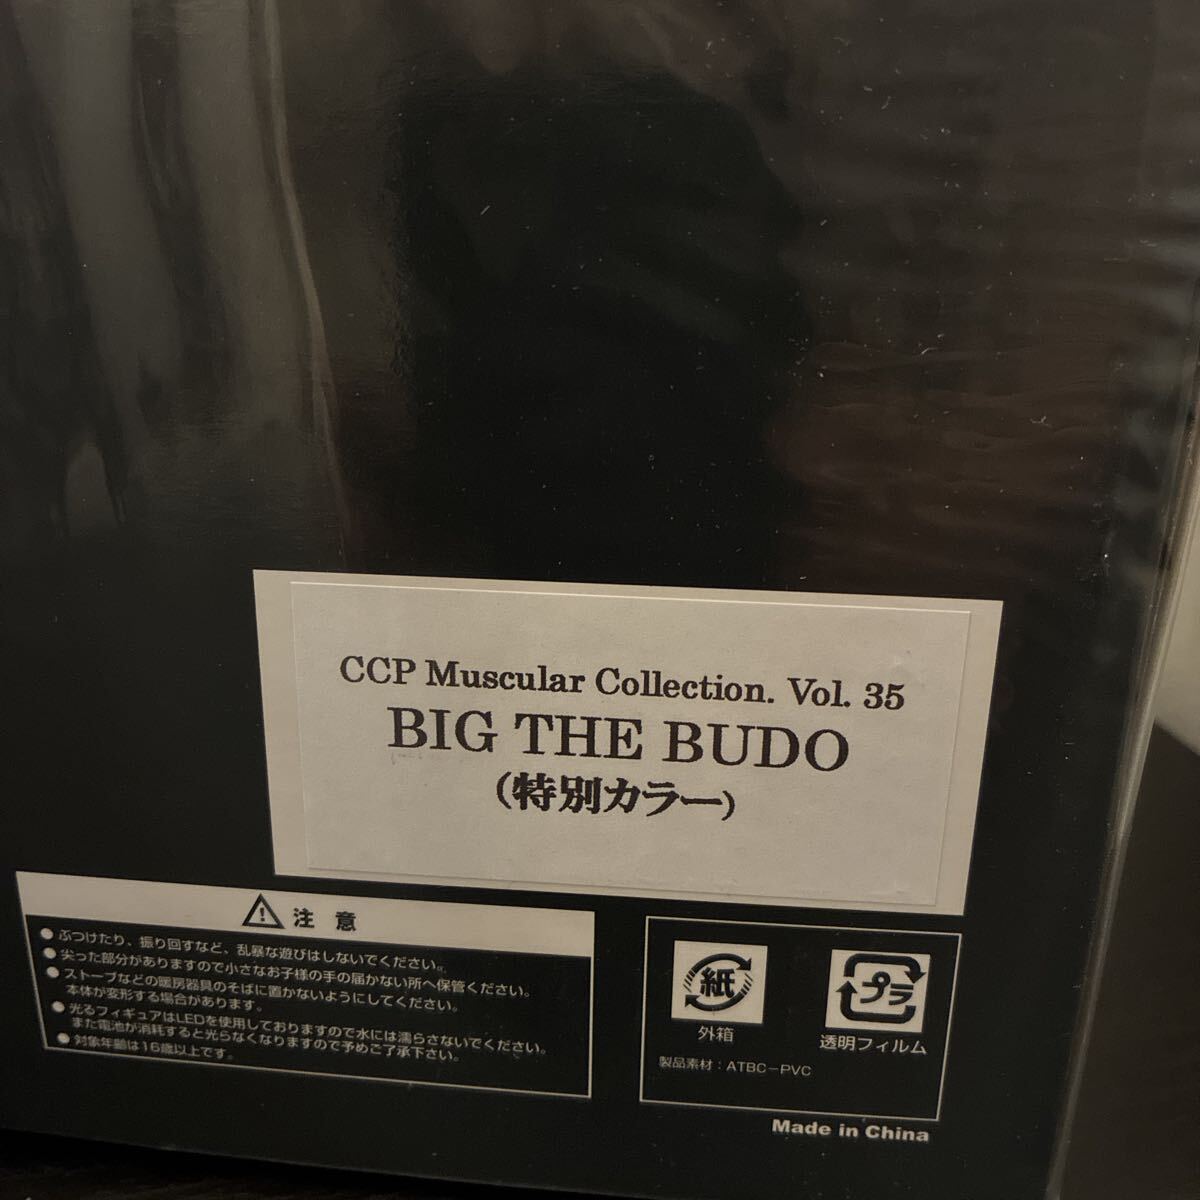 CCP Muscular Collection. Vol. 35
BIG THE BUDO
(特別カラー)
注 意
● ぶつけたり、振り回すなど、乱暴な遊びはしないでください。
● 尖った部分がありますので小さなお子様の手の届かない所へ保管ください。
● ストーブなどの暖房器具のそばに置かないようにしてください。
本体が変形する場合があります。
● 光るフィギュアはLEDを使用しておりますので水には濡らさないでください。
また電池が消耗すると光らなくなりますので予めご了承下さい。
● 対象年齢は16歳以上です。
紙
外箱
プラ
透明フィルム
製品素材：ATBC-PVC
Made in China